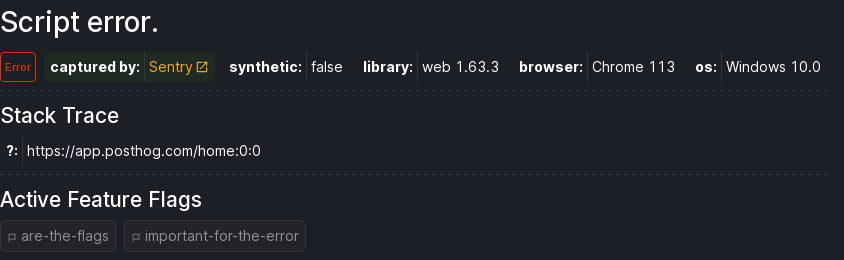 Script error.
Error captured by: Sentry synthetic: false library: web 1.63.3 browser: Chrome 113 os: Windows 10.0
Stack Trace
?: https://app.posthog.com/home:0:0
Active Feature Flags
are-the-flags important-for-the-error